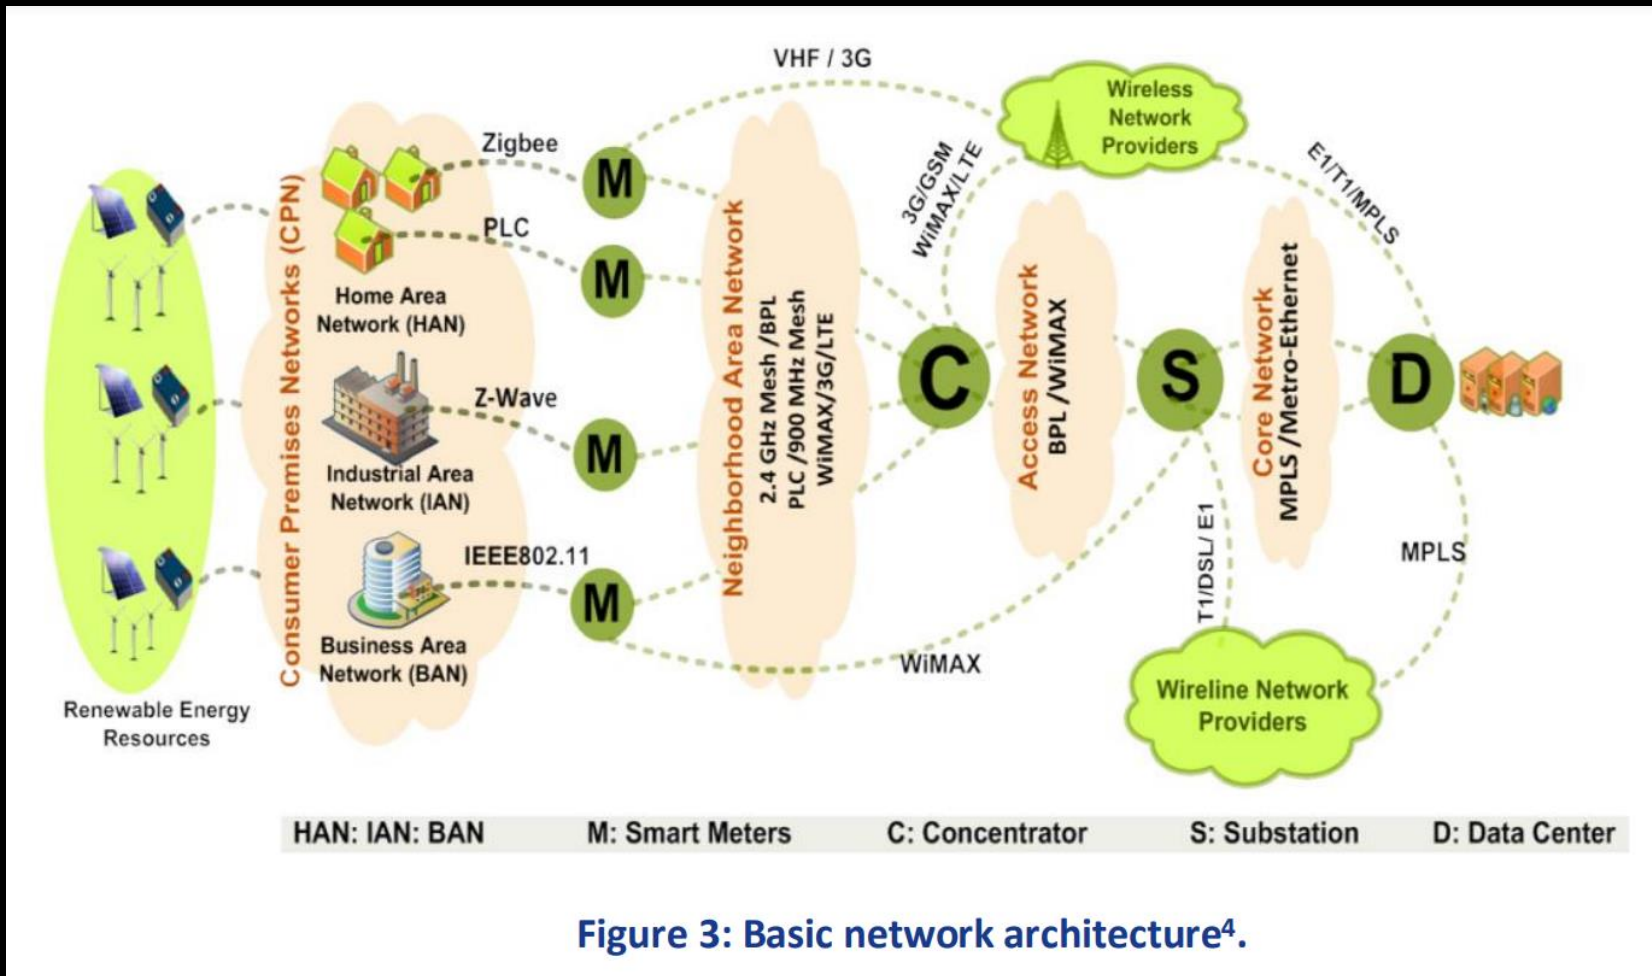 VHF / 3G
Wireless
Network
Providers
Zigbee
M
3G/GSM
WiMAX/LTE
E1/T1/MPLS
Consumer Premises Networks (CPN)
PLC
M
Home Area
Network (HAN)
Neighborhood Area Network
2.4 GHz Mesh /BPL
PLC /900 MHz Mesh
WiMAX/3G/LTE
C
Access Network
BPL /WiMAX
S
Core Network
MPLS /Metro-Ethernet
D
Z-Wave
M
Industrial Area
Network (IAN)
IEEE802.11
M
T1/DSL/ E1
MPLS
Business Area
Network (BAN)
WiMAX
Wireline Network
Providers
Renewable Energy
Resources
HAN: IAN: BAN M: Smart Meters C: Concentrator S: Substation D: Data Center
Figure 3: Basic network architecture⁴.